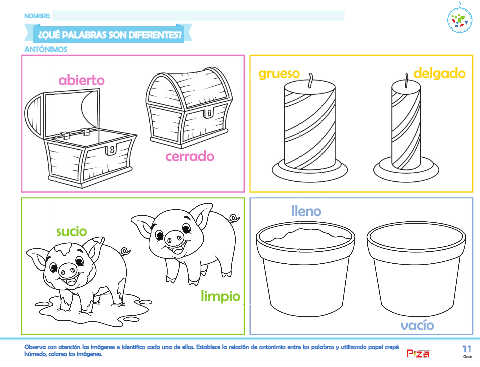 NOMBRE:
¿QUÉ PALABRAS SON DIFERENTES?
ANTÓNIMOS
abierto
cerrado
grueso
delgado
sucio
limpio
lleno
vacío
Observa con atención las imágenes e identifica cada una de ellas. Establece la relación de antónimo entre las palabras y utilizando papel crepé
húmedo, colorea las imágenes.
11